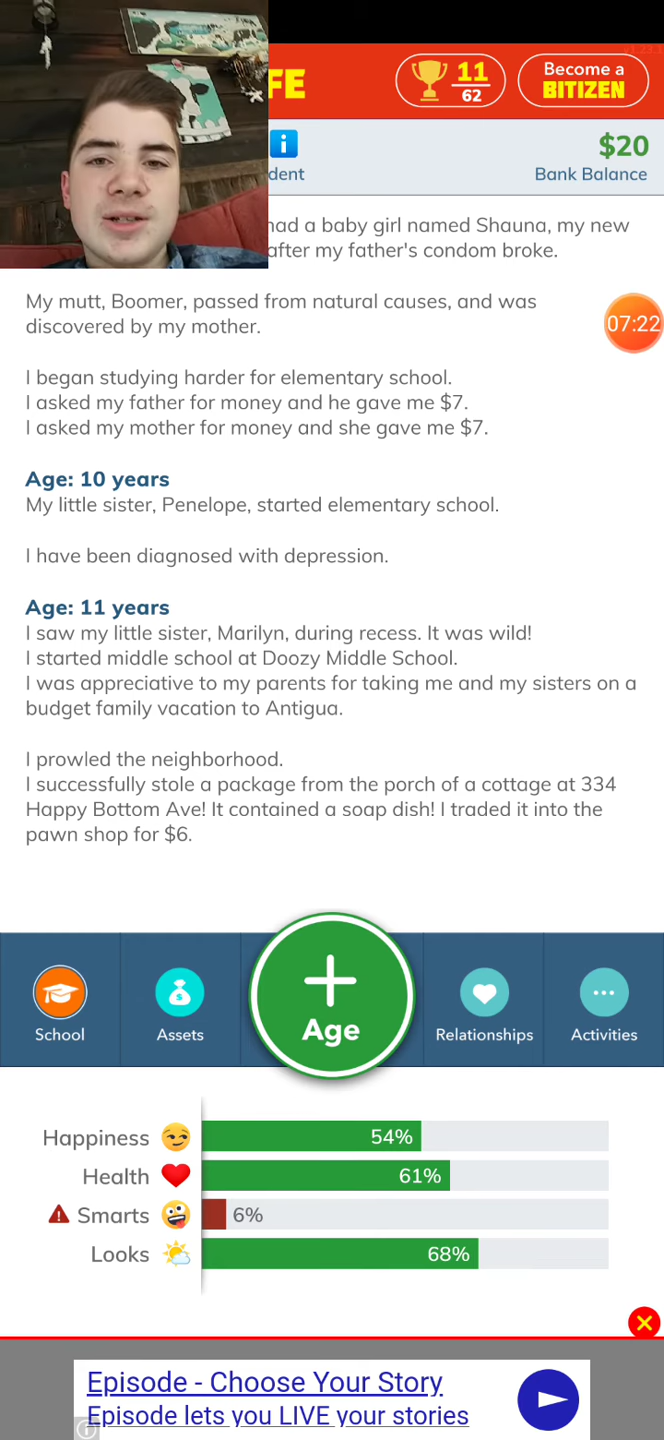 FE
11
62
Become a
BITIZEN
i
dent
$20
Bank Balance
had a baby girl named Shauna, my new
after my father's condom broke.
My mutt, Boomer, passed from natural causes, and was
discovered by my mother.
07:22
I began studying harder for elementary school.
I asked my father for money and he gave me $7.
I asked my mother for money and she gave me $7.
Age: 10 years
My little sister, Penelope, started elementary school.
I have been diagnosed with depression.
Age: 11 years
I saw my little sister, Marilyn, during recess. It was wild!
I started middle school at Doozy Middle School.
I was appreciative to my parents for taking me and my sisters on a
budget family vacation to Antigua.
I prowled the neighborhood.
I successfully stole a package from the porch of a cottage at 334
Happy Bottom Ave! It contained a soap dish! I traded it into the
pawn shop for $6.
School
Assets
Age
Relationships
Activities
Happiness 54%
Health 61%
Smarts 6%
Looks 68%
Episode - Choose Your Story
Episode lets you LIVE your stories